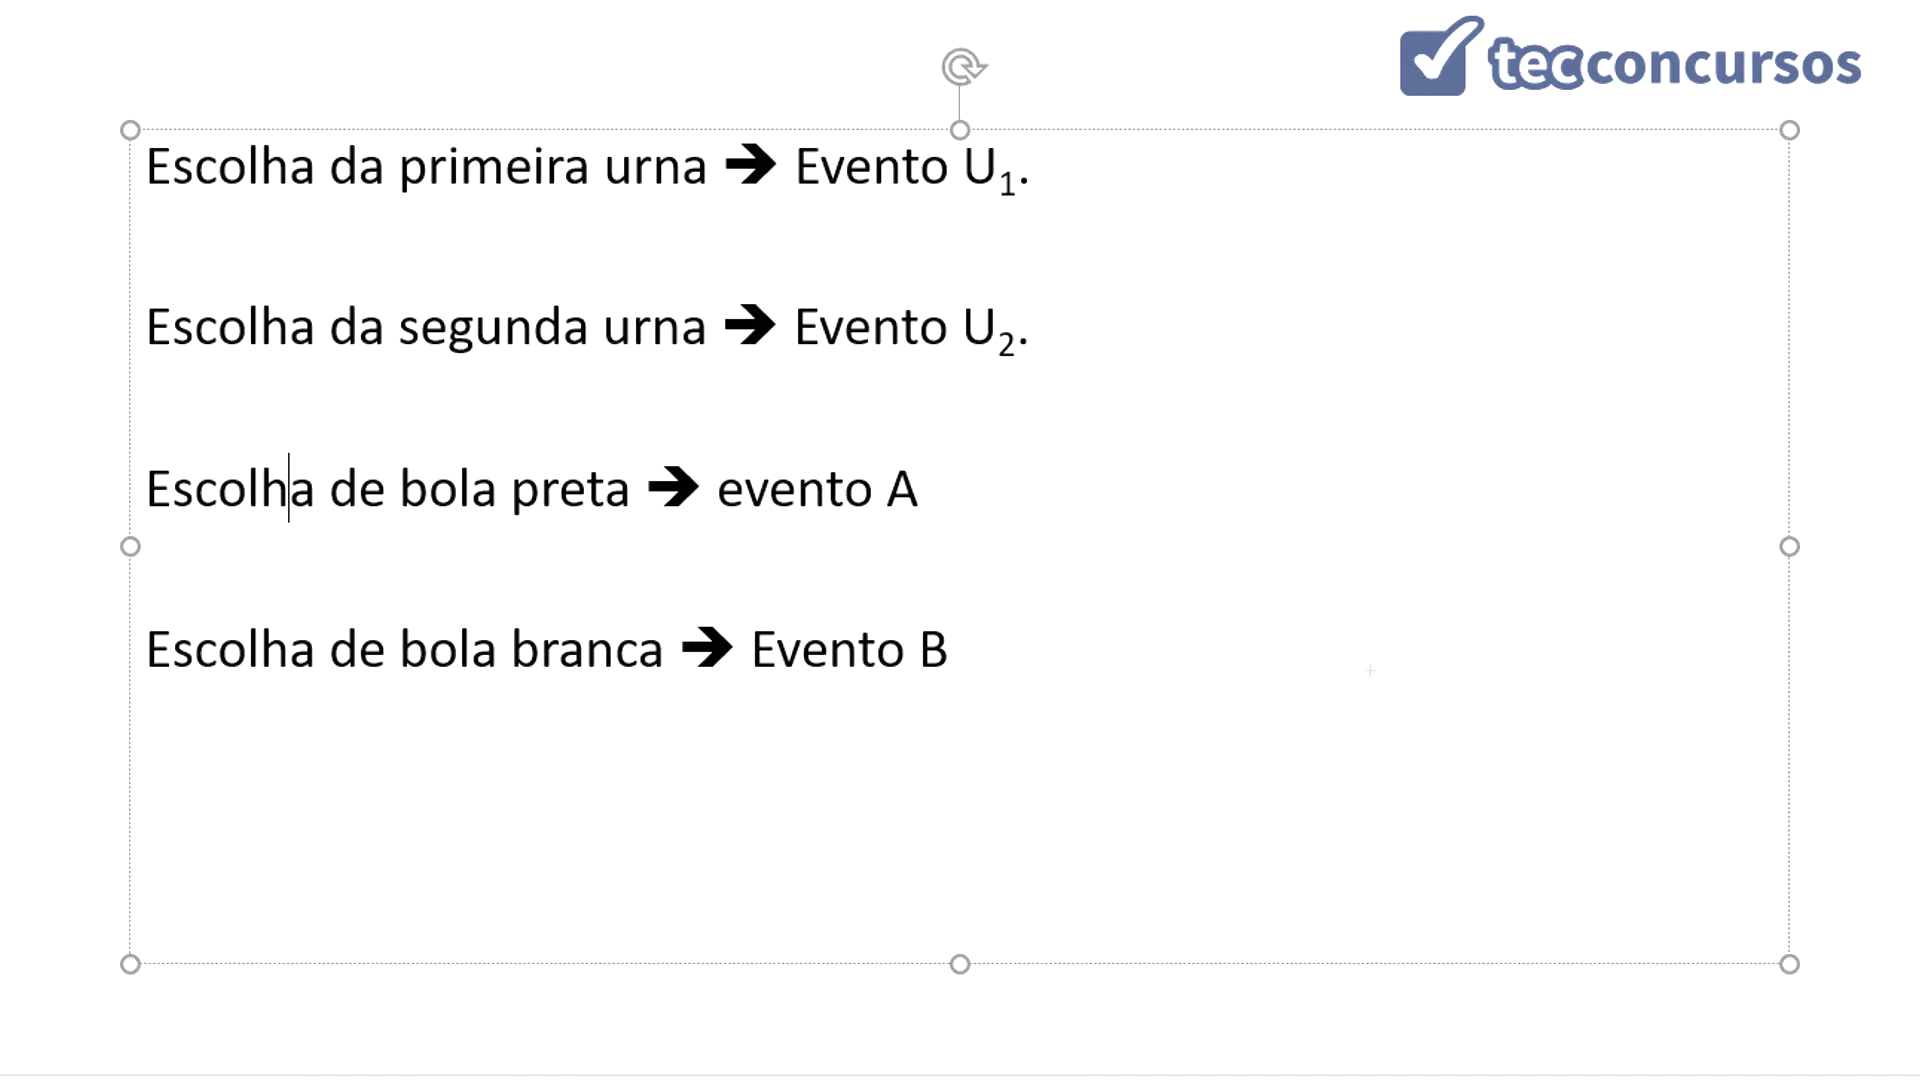 tecconcursos
Escolha da primeira urna ➔ Evento U₁.
Escolha da segunda urna ➔ Evento U₂.
Escolha de bola preta ➔ evento A
Escolha de bola branca ➔ Evento B